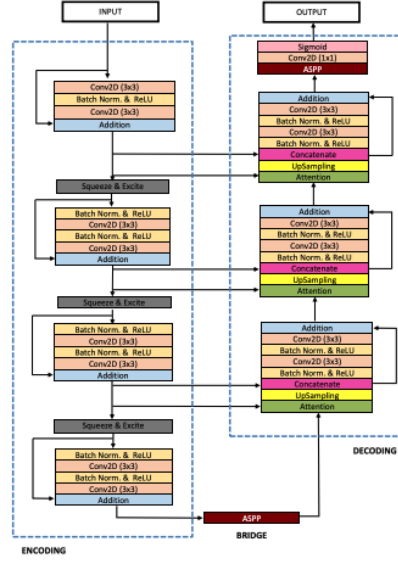 INPUT
Conv2D (3x3)
Batch Norm. & ReLU
Conv2D (3x3)
Addition
Squeeze & Excite
Batch Norm. & ReLU
Conv2D (3x3)
Batch Norm. & ReLU
Conv2D (3x3)
Addition
Squeeze & Excite
Batch Norm. & ReLU
Conv2D (3x3)
Batch Norm. & ReLU
Conv2D (3x3)
Addition
Squeeze & Excite
Batch Norm. & ReLU
Conv2D (3x3)
Batch Norm. & ReLU
Conv2D (3x3)
Addition
ENCODING
ASPP
BRIDGE
OUTPUT
Sigmoid
Conv2D (1x1)
ASPP
Addition
Conv2D (3x3)
Batch Norm. & ReLU
Conv2D (3x3)
Batch Norm. & ReLU
Concatenate
UpSampling
Attention
Addition
Conv2D (3x3)
Batch Norm. & ReLU
Conv2D (3x3)
Batch Norm. & ReLU
Concatenate
UpSampling
Attention
Addition
Conv2D (3x3)
Batch Norm. & ReLU
Conv2D (3x3)
Batch Norm. & ReLU
Concatenate
UpSampling
Attention
DECODING